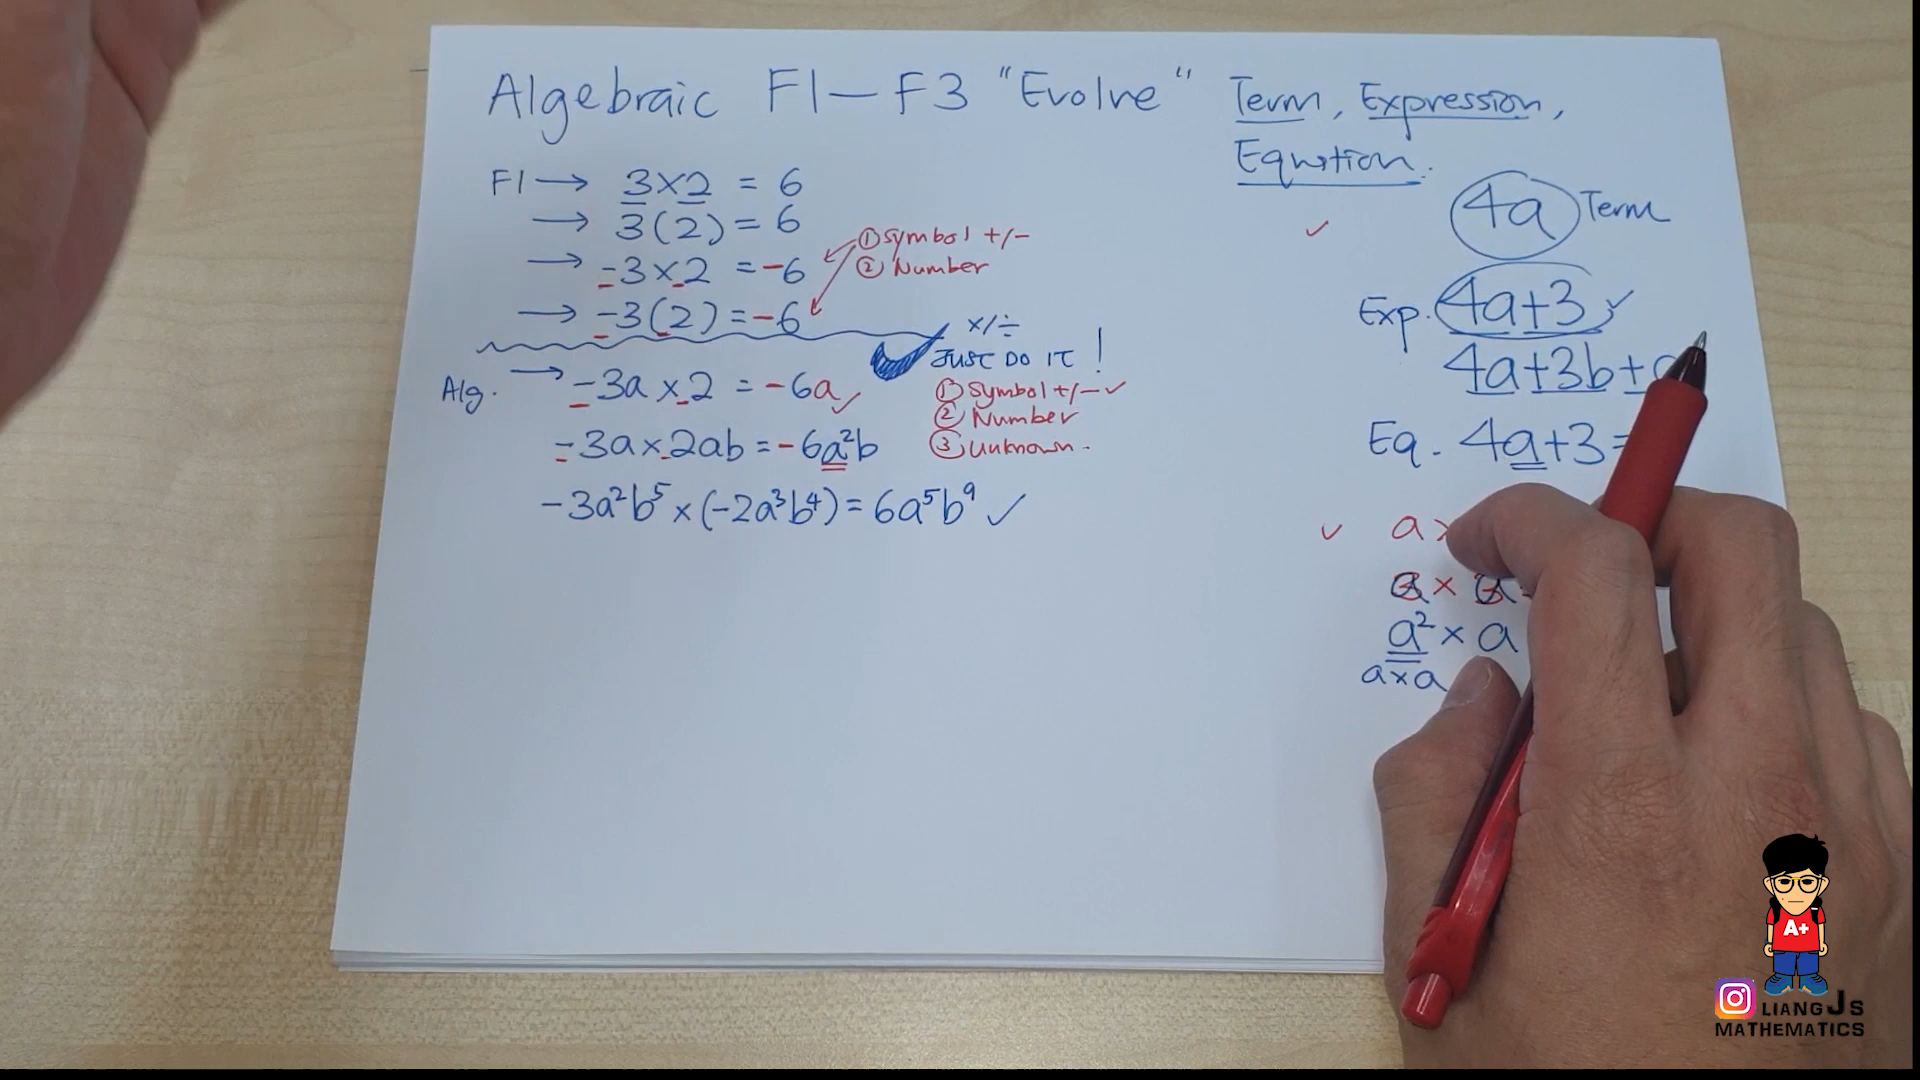 Algebraic F1—F3 "Evolve" Term, Expression,
Equation.
F1 → 3×2 = 6
→ 3(2) = 6
→ -3×2 = -6
→ -3(2) = -6
① Symbol +/-
② Number
×/÷
JUST DO IT !
Alg. → -3a × 2 = -6a ✓
-3a×2ab = -6a²b
-3a²b⁵ × (-2a³b⁴) = 6a⁵b⁹ ✓
① Symbol +/- ✓
② Number
③ Unknown.
4a Term
✓
Exp. 4a+3 ✓
4a+3b+
Eq. 4a+3=
✓ a×
a × a
a² × a
a×a
A+
LIANGJS
MATHEMATICS